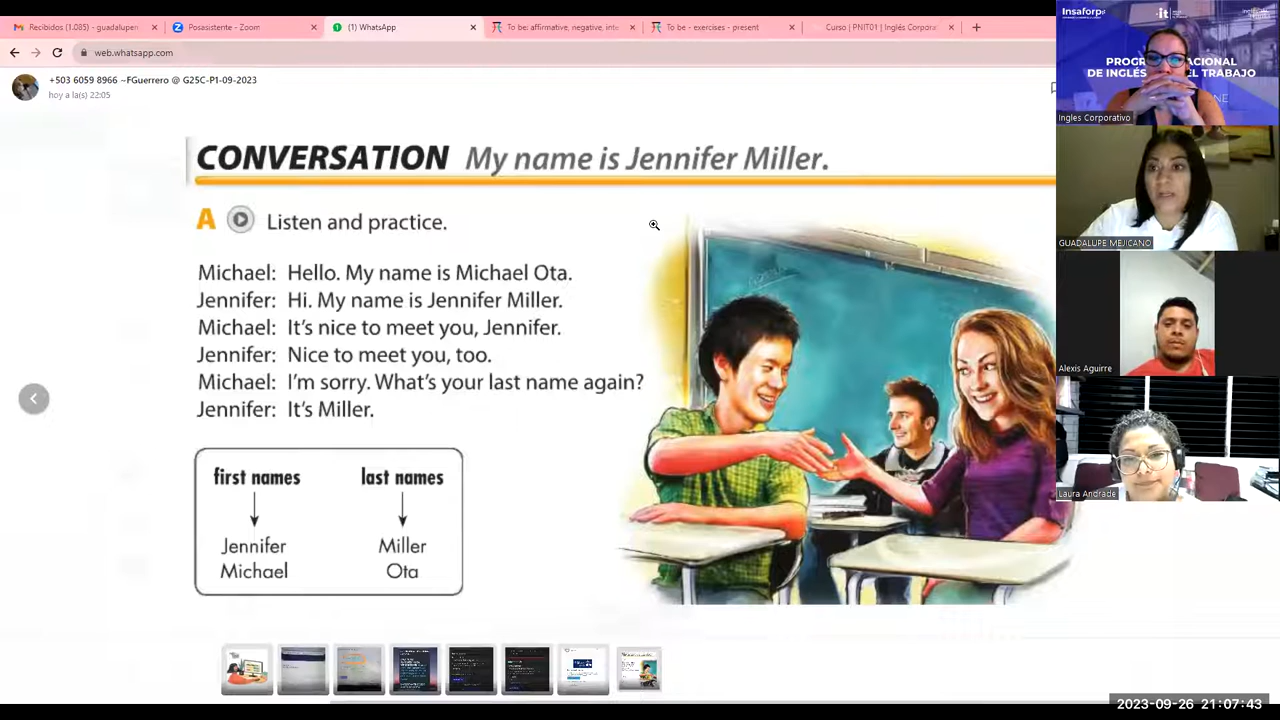 Recibidos (1.085) - guadaluper
Posasistente - Zoom
(1) WhatsApp
To be: affirmative, negative, inte
To be - exercises - present
Curso | PNIT01 | Inglés Corpora
web.whatsapp.com
+503 6059 8966 ~FGuerrero @ G25C-P1-09-2023
hoy a la(s) 22:05
CONVERSATION My name is Jennifer Miller.
A Listen and practice.
Michael: Hello. My name is Michael Ota.
Jennifer: Hi. My name is Jennifer Miller.
Michael: It's nice to meet you, Jennifer.
Jennifer: Nice to meet you, too.
Michael: I'm sorry. What's your last name again?
Jennifer: It's Miller.
first names last names
Jennifer Miller
Michael Ota
Insaforp
Ingles Corporativo
GUADALUPE MEJICANO
Alexis Aguirre
Laura Andrade
2023-09-26 21:07:43